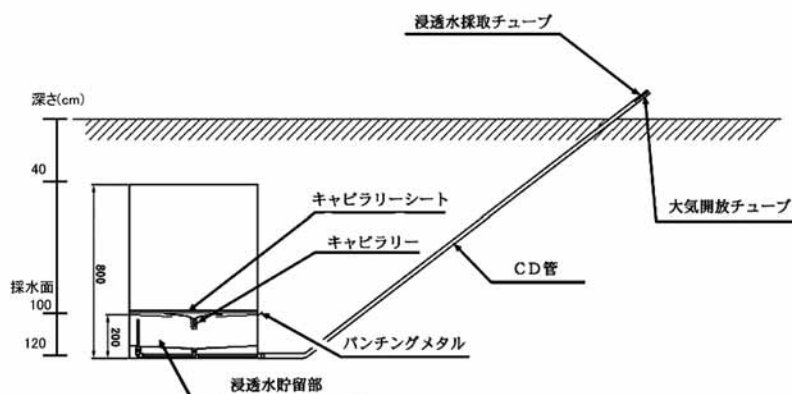 浸透水採取チューブ
深さ(cm)
40
大気開放チューブ
キャピラリーシート
キャピラリー
CD管
800
採水面
100
200
120
パンチングメタル
浸透水貯留部